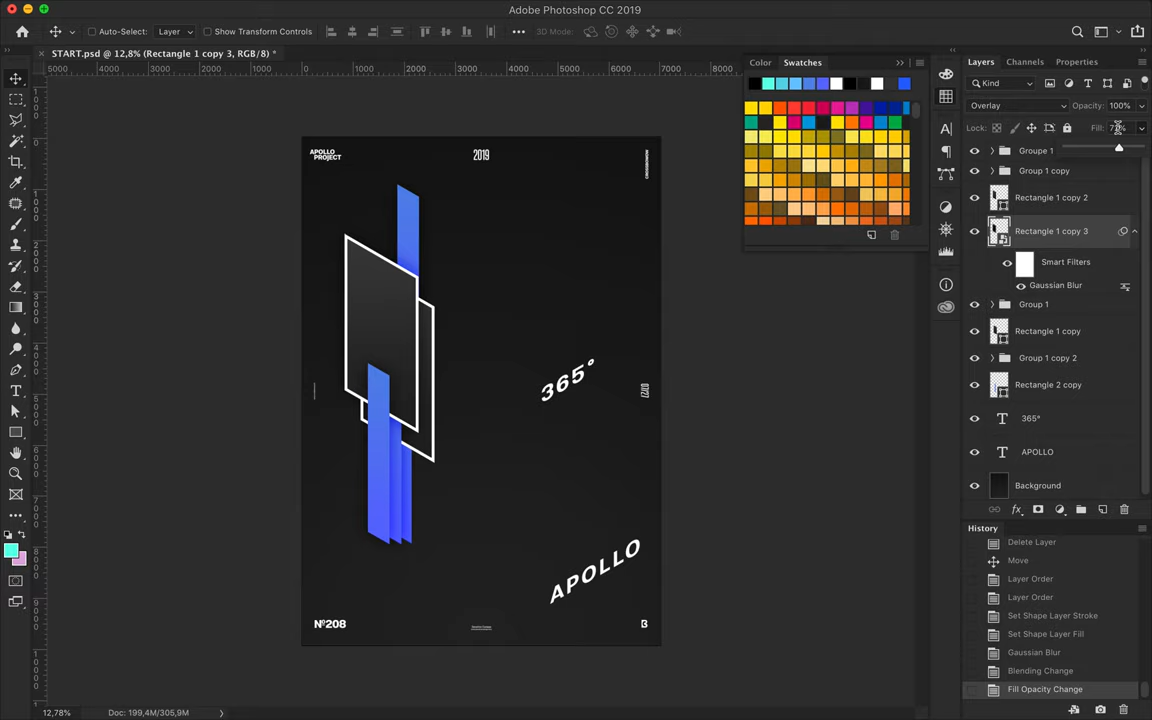 Adobe Photoshop CC 2019
Auto-Select:
Layer
Show Transform Controls
3D Mode:
START.psd @ 12,8% (Rectangle 1 copy 3, RGB/8) *
5000
4000
3000
2000
1000
0
1000
2000
3000
4000
5000
6000
7000
8000
APOLLO
PROJECT
2019
365°
APOLLO
Nº208
Color
Swatches
Layers
Channels
Properties
Kind
Overlay
Opacity: 100%
Lock:
Fill:
Groupe 1
Group 1 copy
Rectangle 1 copy 2
Rectangle 1 copy 3
Smart Filters
Gaussian Blur
Group 1
Rectangle 1 copy
Group 1 copy 2
Rectangle 2 copy
365°
APOLLO
Background
History
Delete Layer
Move
Layer Order
Layer Order
Set Shape Layer Stroke
Set Shape Layer Fill
Gaussian Blur
Blending Change
Fill Opacity Change
12,78%
Doc: 199,4M/305,9M